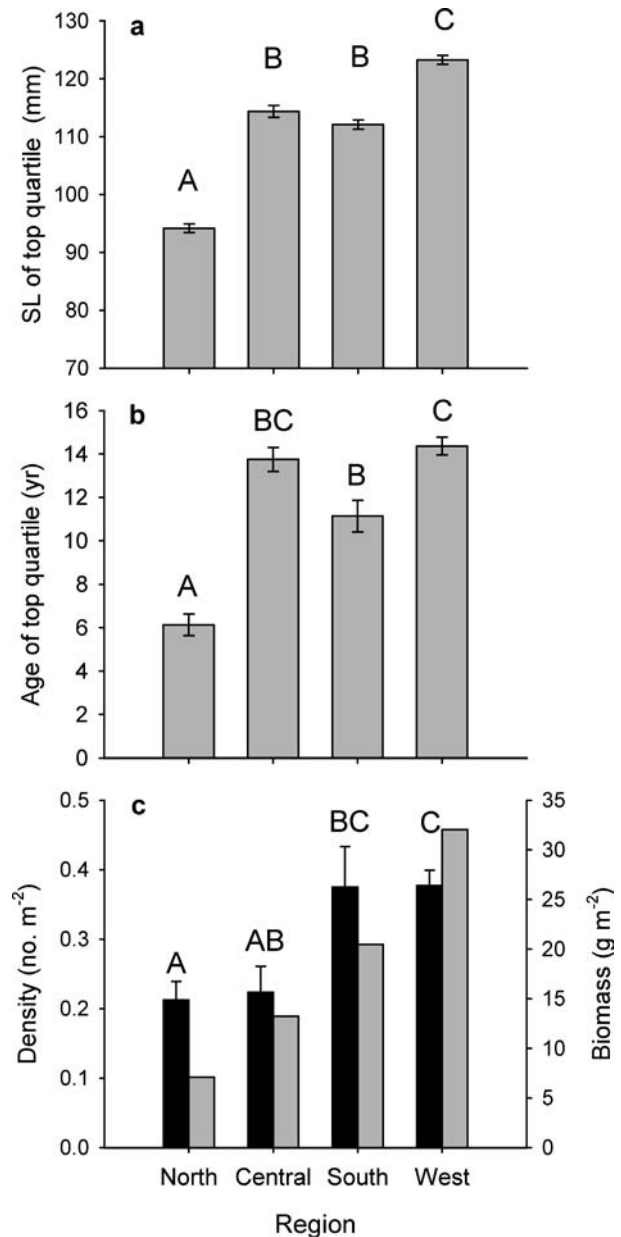 a
SL of top quartile (mm)
130
120
110
100
90
80
70
A
B
B
C
b
Age of top quartile (yr)
16
14
12
10
8
6
4
2
0
A
BC
B
C
c
Density (no. m⁻²)
0.5
0.4
0.3
0.2
0.1
0.0
A
AB
BC
C
35
30
25
20
15
10
5
0
Biomass (g m⁻²)
North Central South West
Region